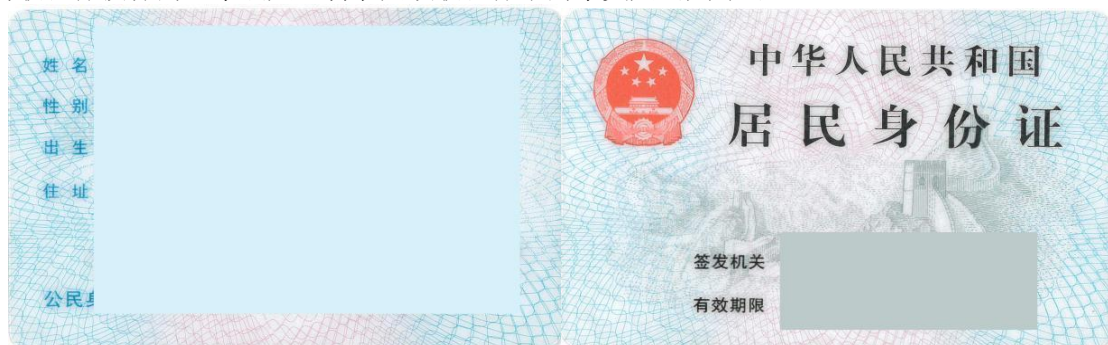 姓 名
性 别
出 生
住 址
公民身
中华人民共和国
居民身份证
签发机关
有效期限